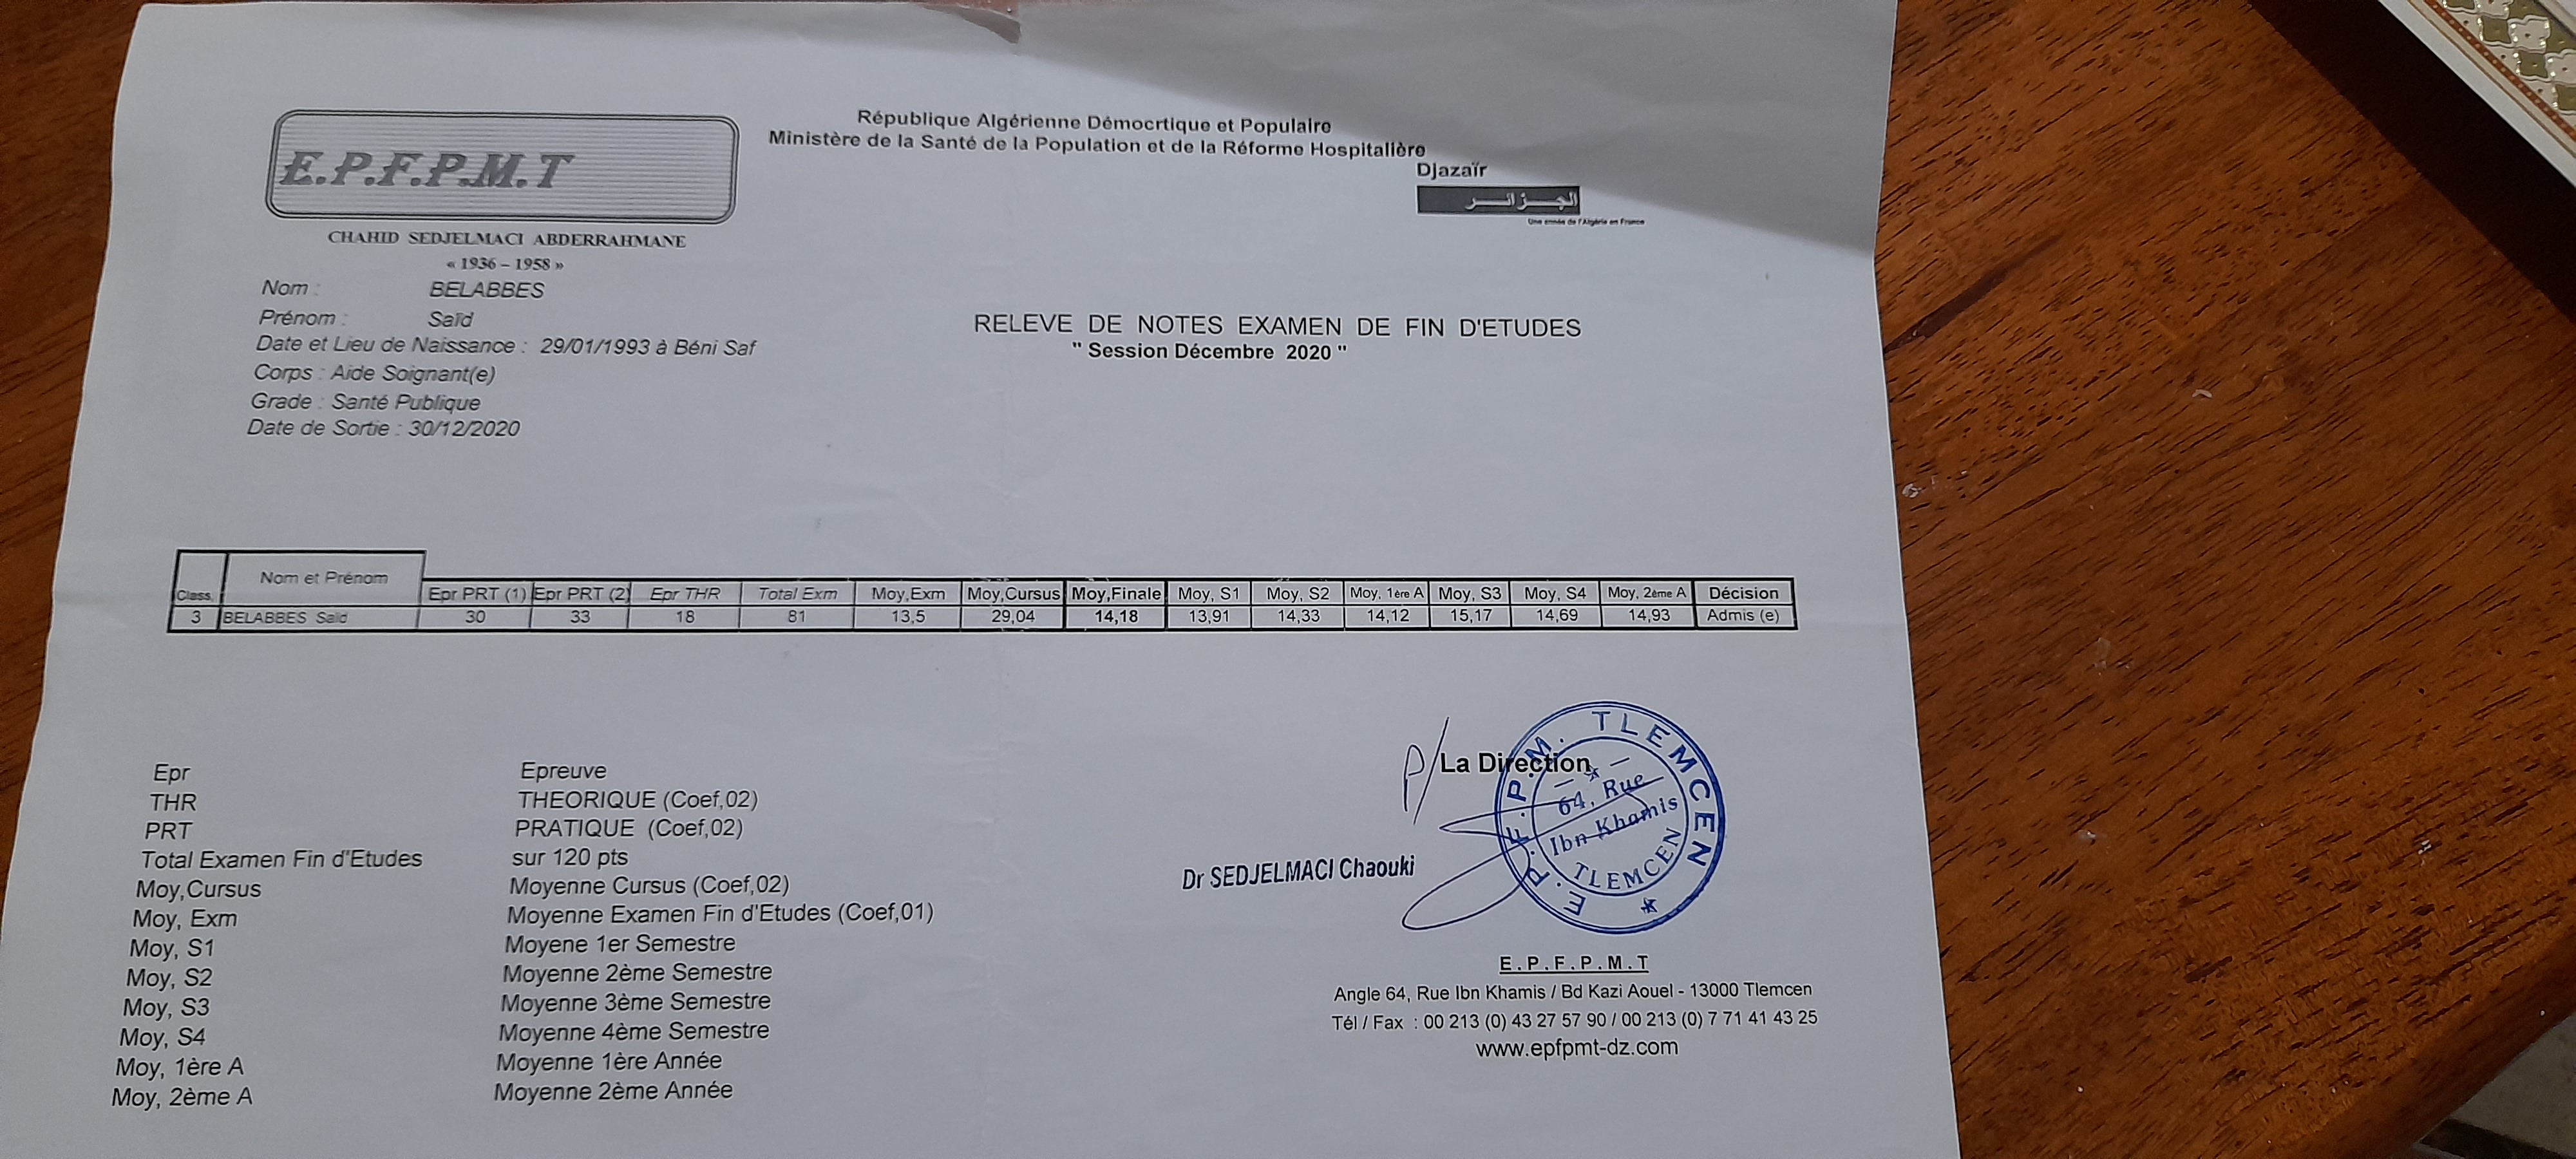 E.P.F.P.M.T
CHAHID SEDJELMACI ABDERRAHMANE
« 1936 – 1958 »
République Algérienne Démocrtique et Populaire
Ministère de la Santé de la Population et de la Réforme Hospitalière
Djazaïr
الجزائر
Une année de l'Algérie en France
Nom : BELABBES
Prénom : Saïd
Date et Lieu de Naissance : 29/01/1993 à Béni Saf
Corps : Aide Soignant(e)
Grade : Santé Publique
Date de Sortie : 30/12/2020
RELEVE DE NOTES EXAMEN DE FIN D'ETUDES
" Session Décembre 2020 "
Class. Nom et Prénom Epr PRT (1) Epr PRT (2) Epr THR Total Exm Moy,Exm Moy,Cursus Moy,Finale Moy, S1 Moy, S2 Moy, 1ère A Moy, S3 Moy, S4 Moy, 2ème A Décision
3 BELABBES Saïd 30 33 18 81 13,5 29,04 14,18 13,91 14,33 14,12 15,17 14,69 14,93 Admis (e)
Epr Epreuve
THR THEORIQUE (Coef,02)
PRT PRATIQUE (Coef,02)
Total Examen Fin d'Etudes sur 120 pts
Moy,Cursus Moyenne Cursus (Coef,02)
Moy, Exm Moyenne Examen Fin d'Etudes (Coef,01)
Moy, S1 Moyene 1er Semestre
Moy, S2 Moyenne 2ème Semestre
Moy, S3 Moyenne 3ème Semestre
Moy, S4 Moyenne 4ème Semestre
Moy, 1ère A Moyenne 1ère Année
Moy, 2ème A Moyenne 2ème Année
P/ La Direction
Dr SEDJELMACI Chaouki
E.P.F.P.M. TLEMCEN
64, Rue
Ibn Khamis
TLEMCEN
E.P.F.P.M.T
Angle 64, Rue Ibn Khamis / Bd Kazi Aouel - 13000 Tlemcen
Tél / Fax : 00 213 (0) 43 27 57 90 / 00 213 (0) 7 71 41 43 25
www.epfpmt-dz.com